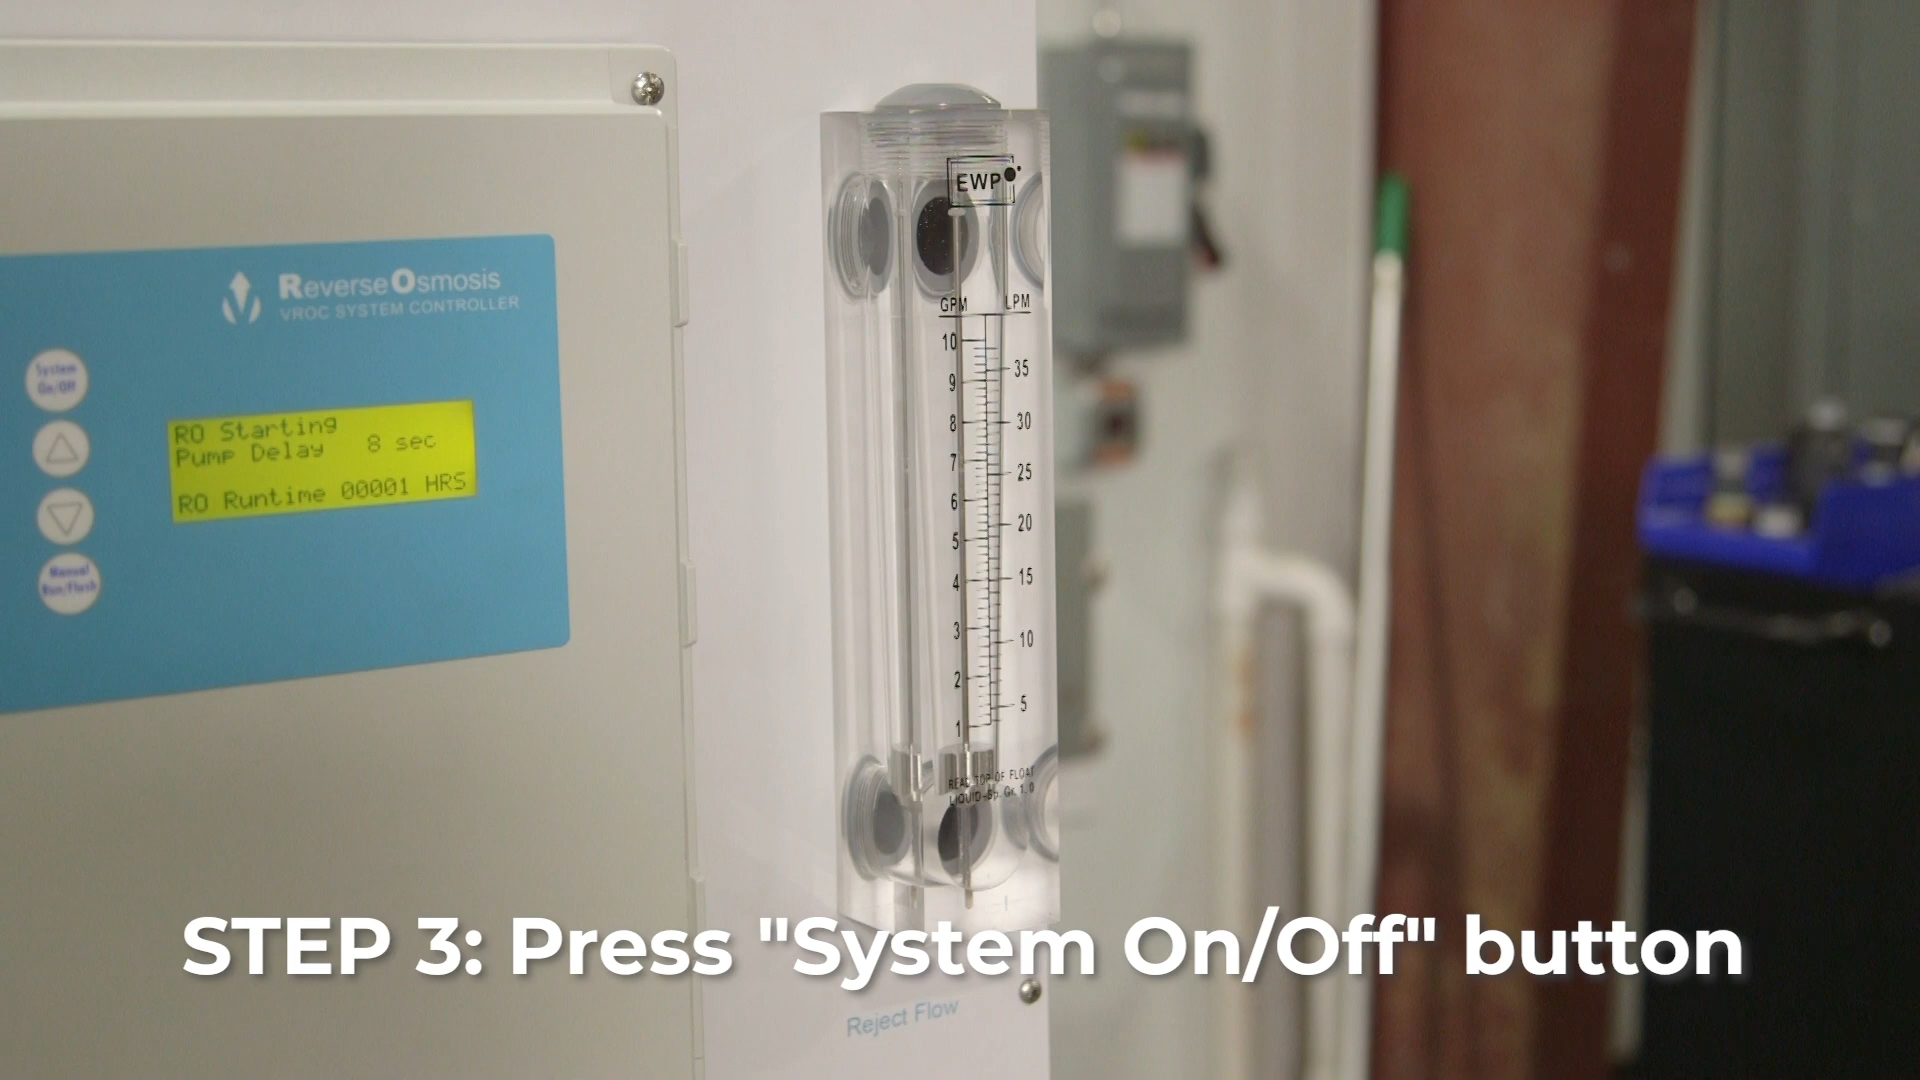 ReverseOsmosis
VROC SYSTEM CONTROLLER
System
On/Off
RO Starting
Pump Delay 8 sec
RO Runtime 00001 HRS
Manual
Run/Flush
EWP
GPM LPM
10
9
8
7
6
5
4
3
2
1
35
30
25
20
15
10
5
READ TOP OF FLOAT
LIQUID-Sp. Gr. 1.0
STEP 3: Press "System On/Off" button
Reject Flow